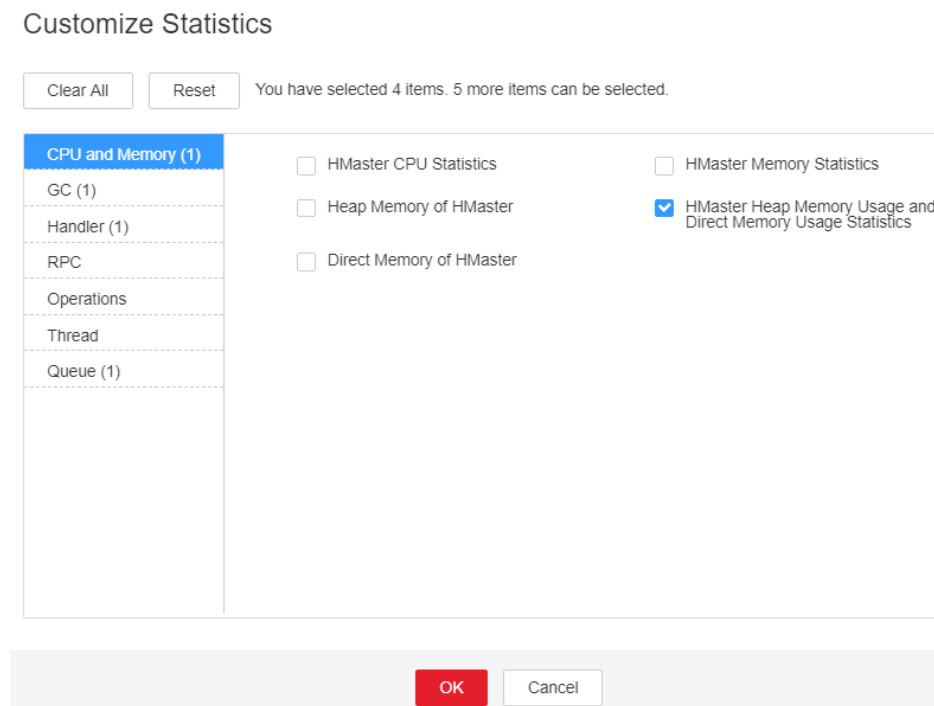 Customize Statistics
Clear All
Reset
You have selected 4 items. 5 more items can be selected.
CPU and Memory (1)
GC (1)
Handler (1)
RPC
Operations
Thread
Queue (1)
HMaster CPU Statistics
HMaster Memory Statistics
Heap Memory of HMaster
HMaster Heap Memory Usage and
Direct Memory Usage Statistics
Direct Memory of HMaster
OK
Cancel